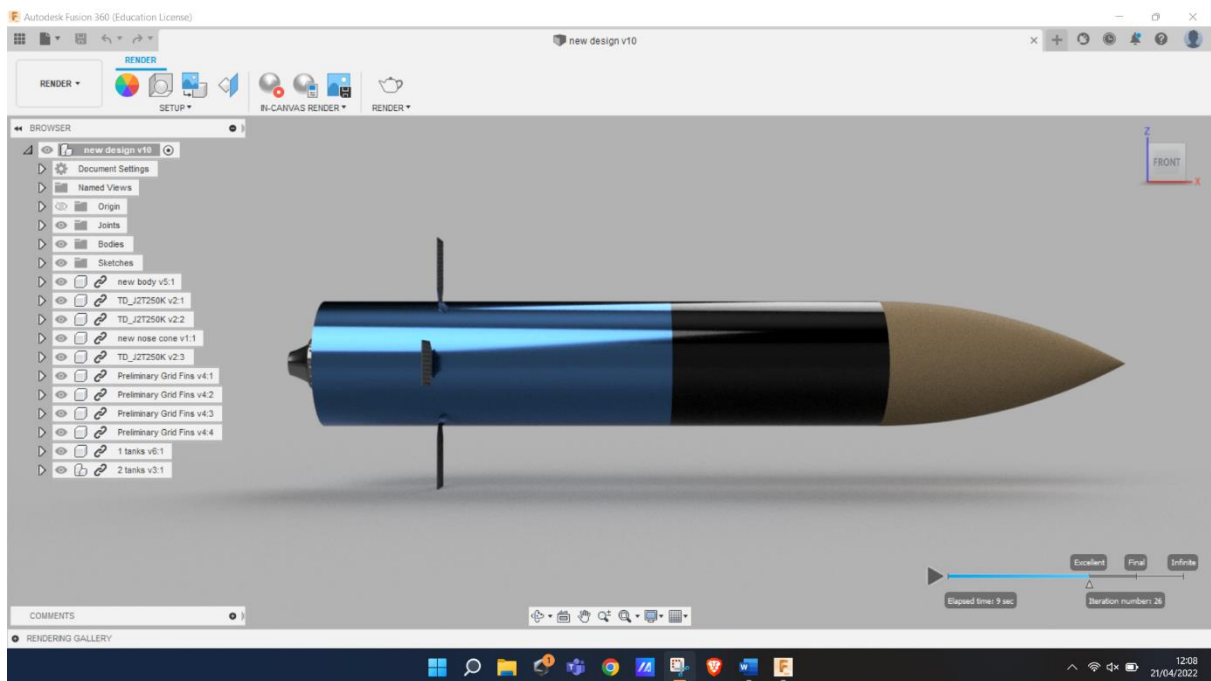 Autodesk Fusion 360 (Education License)
new design v10
RENDER
RENDER
SETUP
IN-CANVAS RENDER
RENDER
BROWSER
new design v10
Document Settings
Named Views
Origin
Joints
Bodies
Sketches
new body v5:1
TD_J2T250K v2:1
TD_J2T250K v2:2
new nose cone v1:1
TD_J2T250K v2:3
Preliminary Grid Fins v4:1
Preliminary Grid Fins v4:2
Preliminary Grid Fins v4:3
Preliminary Grid Fins v4:4
1 tanks v6:1
2 tanks v3:1
Z
FRONT
X
Excellent Final Infinite
Elapsed time: 9 sec Iteration number: 26
COMMENTS
RENDERING GALLERY
12:08
21/04/2022